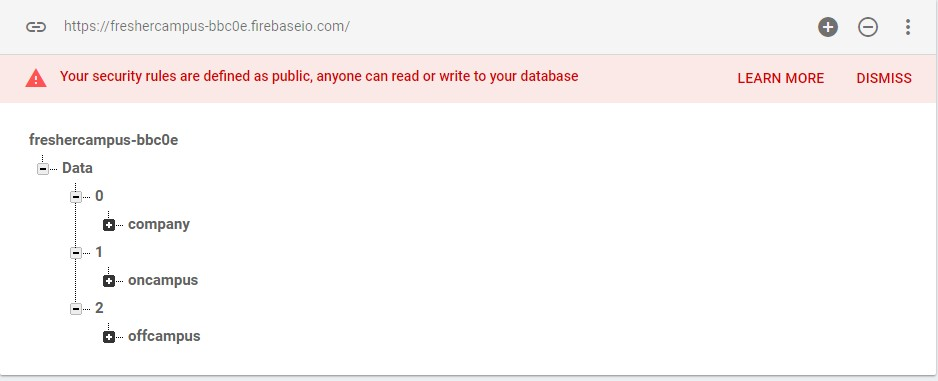 https://freshercampus-bbc0e.firebaseio.com/
Your security rules are defined as public, anyone can read or write to your database LEARN MORE DISMISS
freshercampus-bbc0e
Data
0
company
1
oncampus
2
offcampus